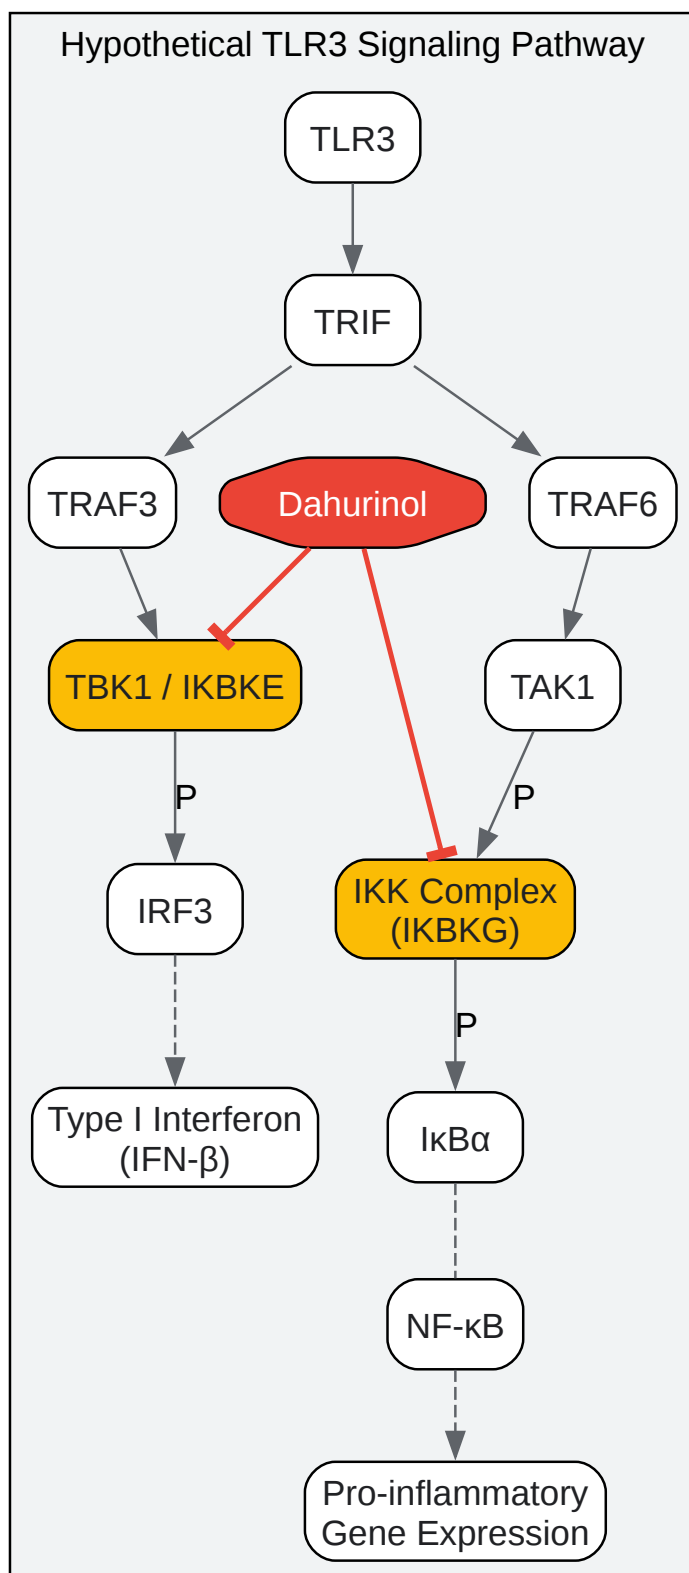 Hypothetical TLR3 Signaling Pathway
TLR3
TRIF
TRAF3
Dahurinol
TRAF6
TBK1 / IKBKE
TAK1
P
P
IRF3
IKK Complex
(IKBKG)
P
Type I Interferon
(IFN-β)
IκBα
NF-κB
Pro-inflammatory
Gene Expression